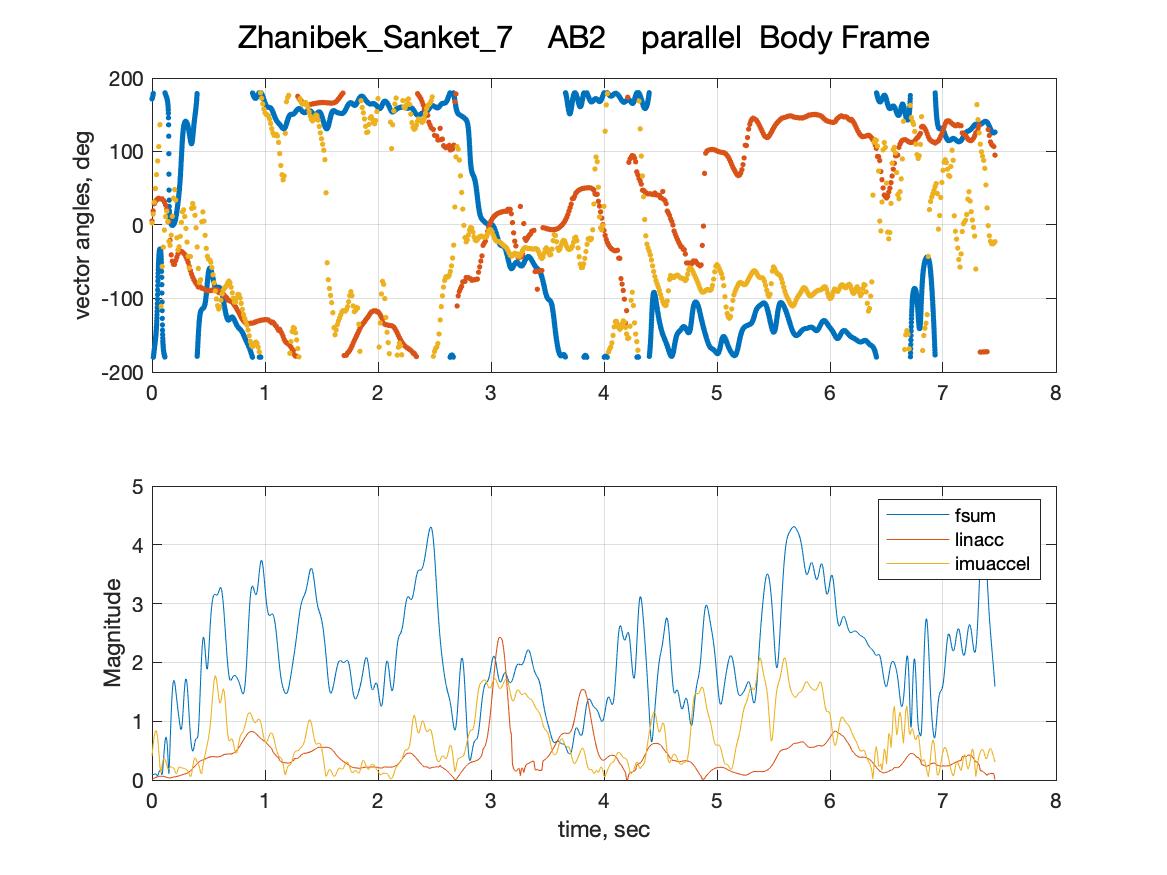 Zhanibek_Sanket_7 AB2 parallel Body Frame
200
100
0
-100
-200
vector angles, deg
0 1 2 3 4 5 6 7 8
5
4
3
2
1
0
Magnitude
fsum
linacc
imuaccel
0 1 2 3 4 5 6 7 8
time, sec